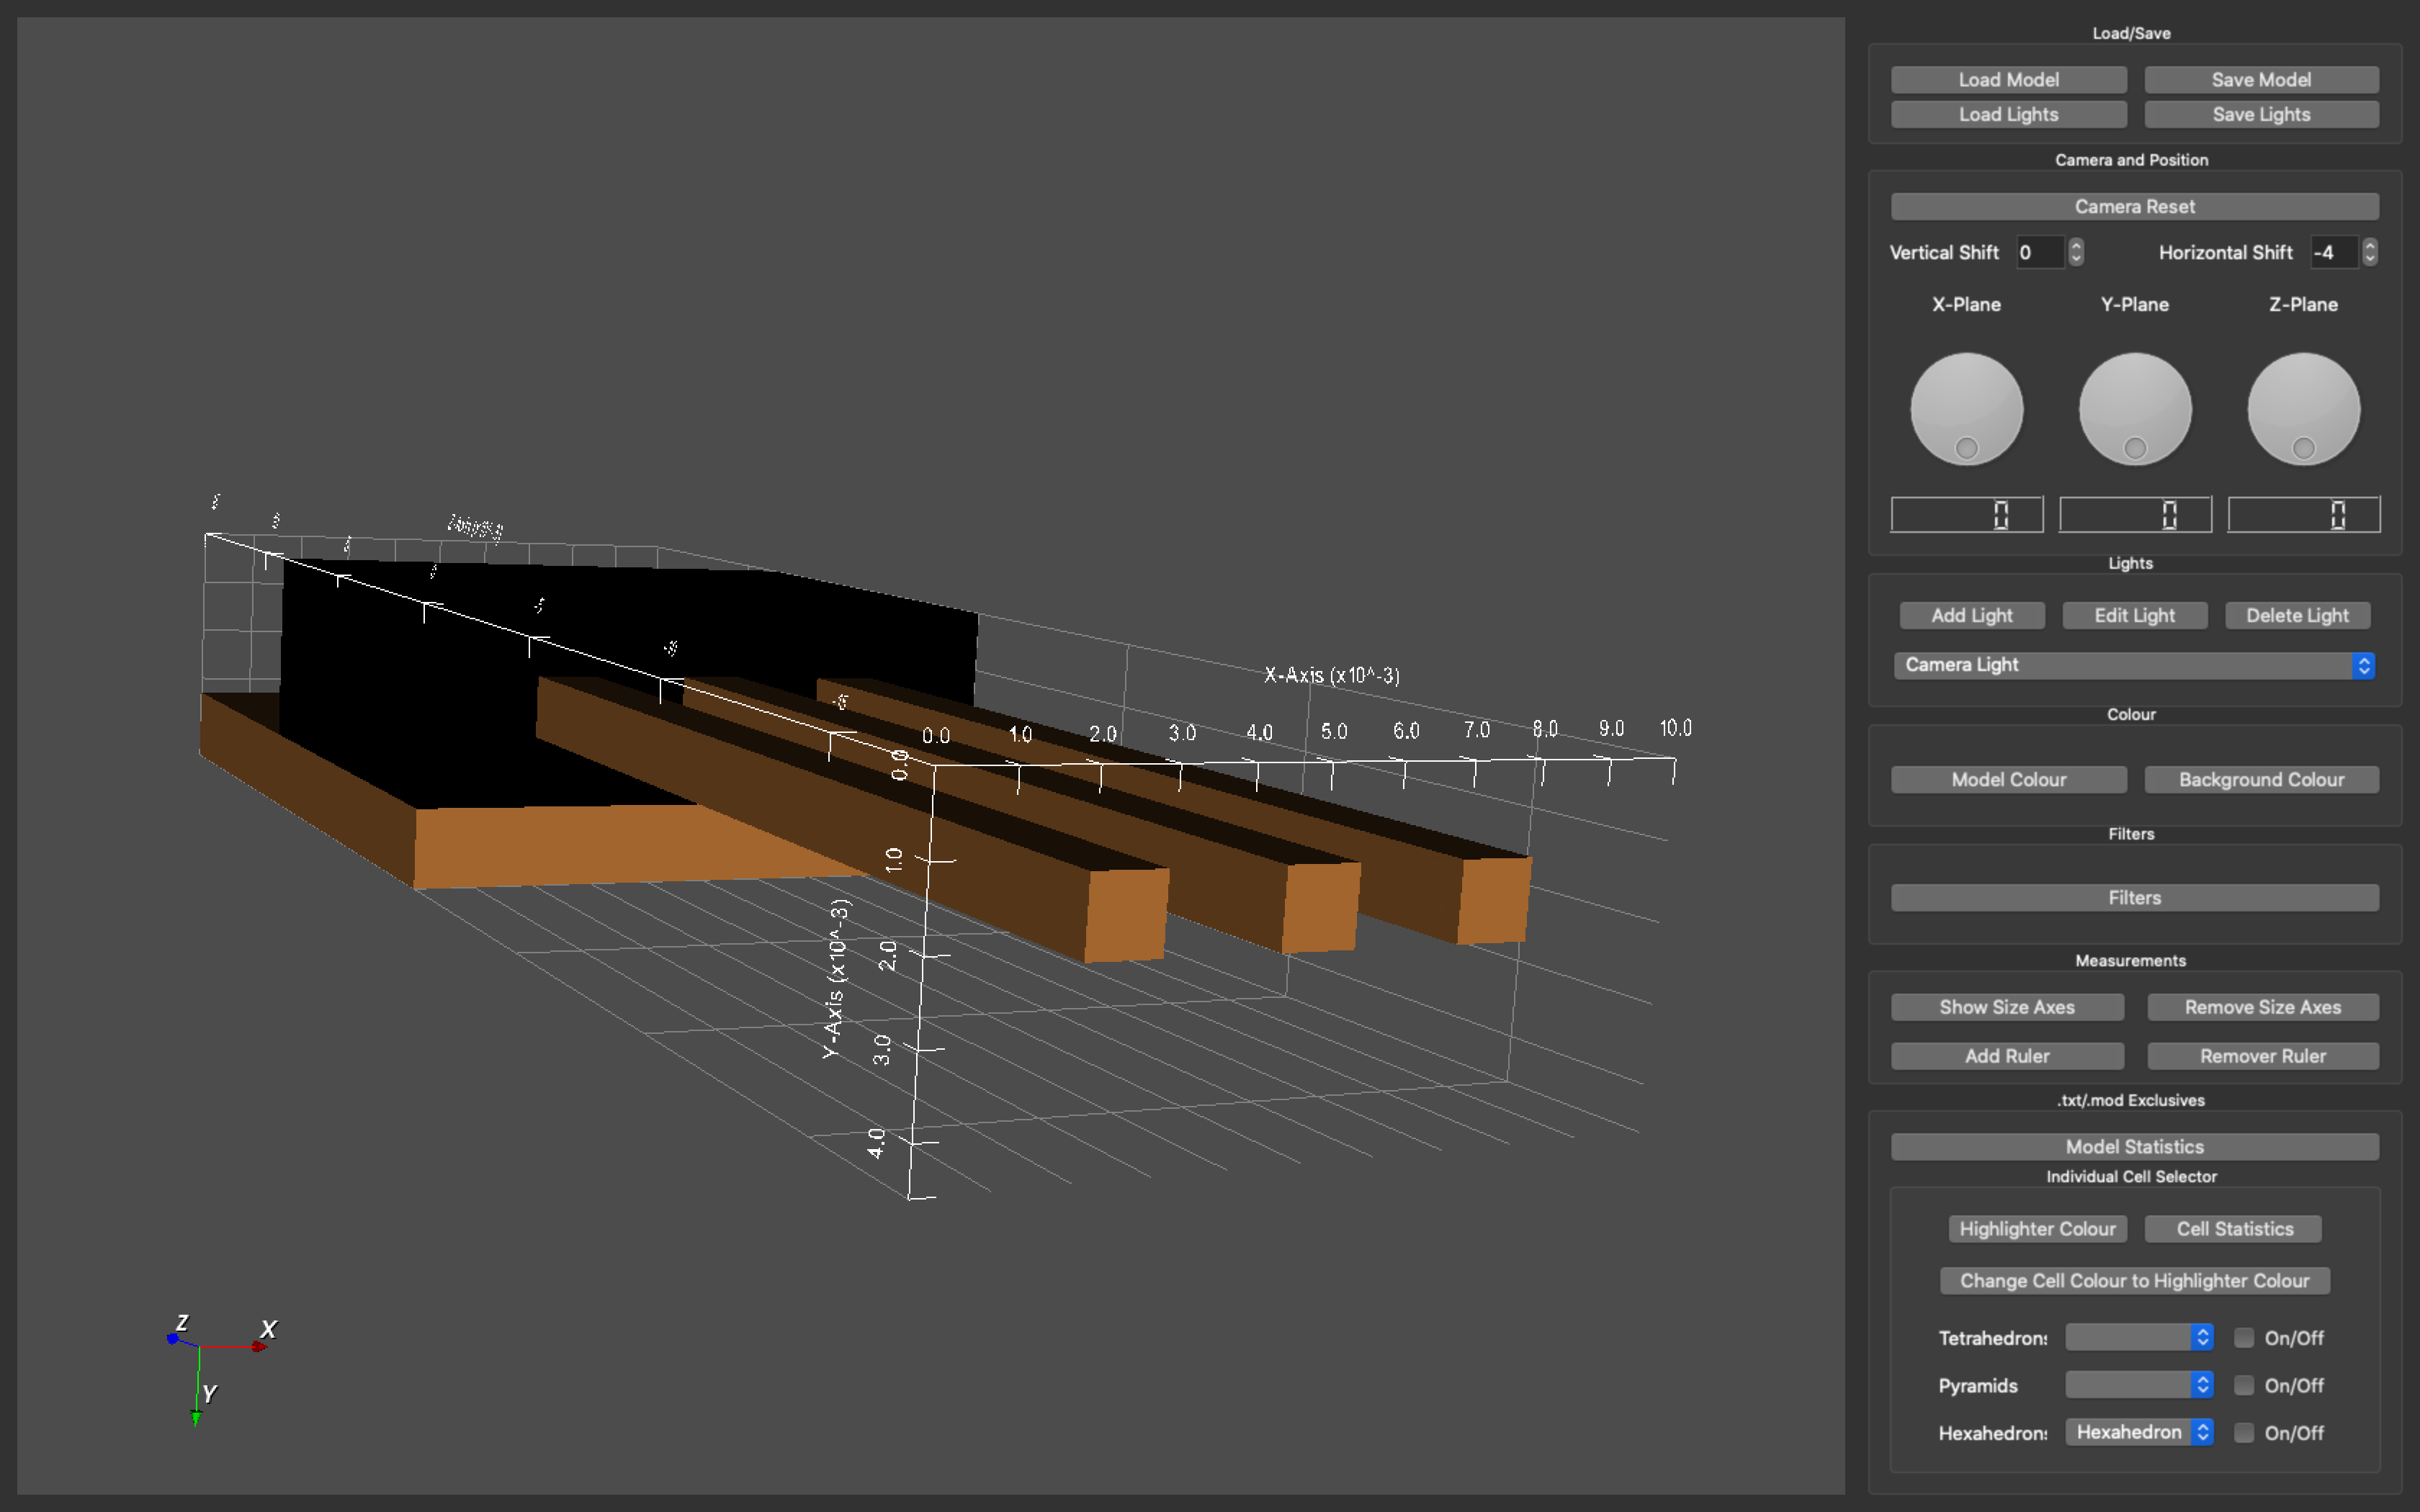 Load/Save
Load Model Save Model
Load Lights Save Lights
Camera and Position
Camera Reset
Vertical Shift 0 Horizontal Shift -4
X-Plane Y-Plane Z-Plane
0 0 0
Lights
Add Light Edit Light Delete Light
Camera Light
Colour
Model Colour Background Colour
Filters
Filters
Measurements
Show Size Axes Remove Size Axes
Add Ruler Remover Ruler
.txt/.mod Exclusives
Model Statistics
Individual Cell Selector
Highlighter Colour Cell Statistics
Change Cell Colour to Highlighter Colour
Tetrahedrons On/Off
Pyramids On/Off
Hexahedrons Hexahedron On/Off
X-Axis (x10^-3)
0.0 1.0 2.0 3.0 4.0 5.0 6.0 7.0 8.0 9.0 10.0
Y-Axis (x10^-3)
0.0
1.0
2.0
3.0
4.0
Z X
Y